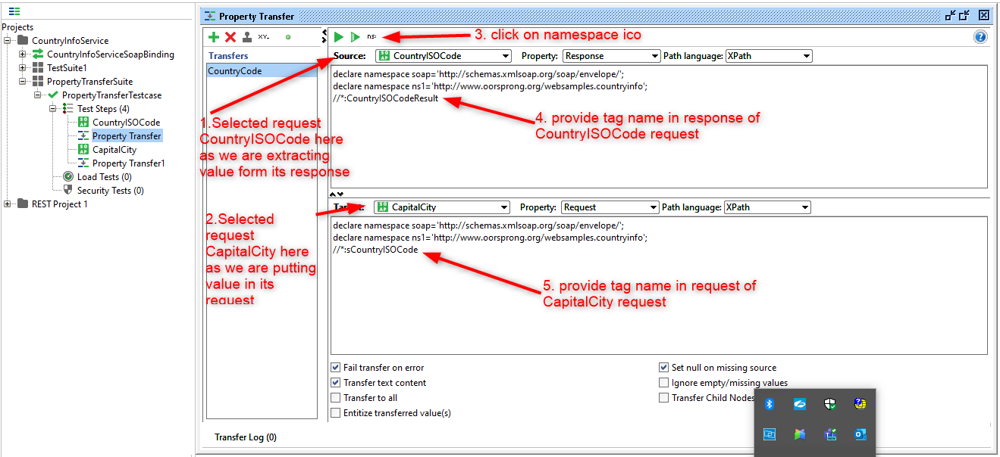 Projects
CountryInfoService
CountryInfoServiceSoapBinding
TestSuite1
PropertyTransferSuite
PropertyTransferTestcase
Test Steps (4)
CountryISOCode
Property Transfer
CapitalCity
Property Transfer1
Load Tests (0)
Security Tests (0)
REST Project 1
Property Transfer
XY- ns:
3. click on namespace ico
Transfers
CountryCode
Source: SOAP CountryISOCode Property: Response Path language: XPath
declare namespace soap='http://schemas.xmlsoap.org/soap/envelope/';
declare namespace ns1='http://www.oorsprong.org/websamples.countryinfo';
//*:CountryISOCodeResult
1.Selected request
CountryISOCode here
as we are extracting
value form its response
4. provide tag name in response of
CountryISOCode request
Target: SOAP CapitalCity Property: Request Path language: XPath
declare namespace soap='http://schemas.xmlsoap.org/soap/envelope/';
declare namespace ns1='http://www.oorsprong.org/websamples.countryinfo';
//*:sCountryISOCode
2.Selected
request
CapitalCity here
as we are putting
value in its
request
5. provide tag name in request of
CapitalCity request
Fail transfer on error
Set null on missing source
Transfer text content
Ignore empty/missing values
Transfer to all
Transfer Child Nodes
Entitize transferred value(s)
Transfer Log (0)